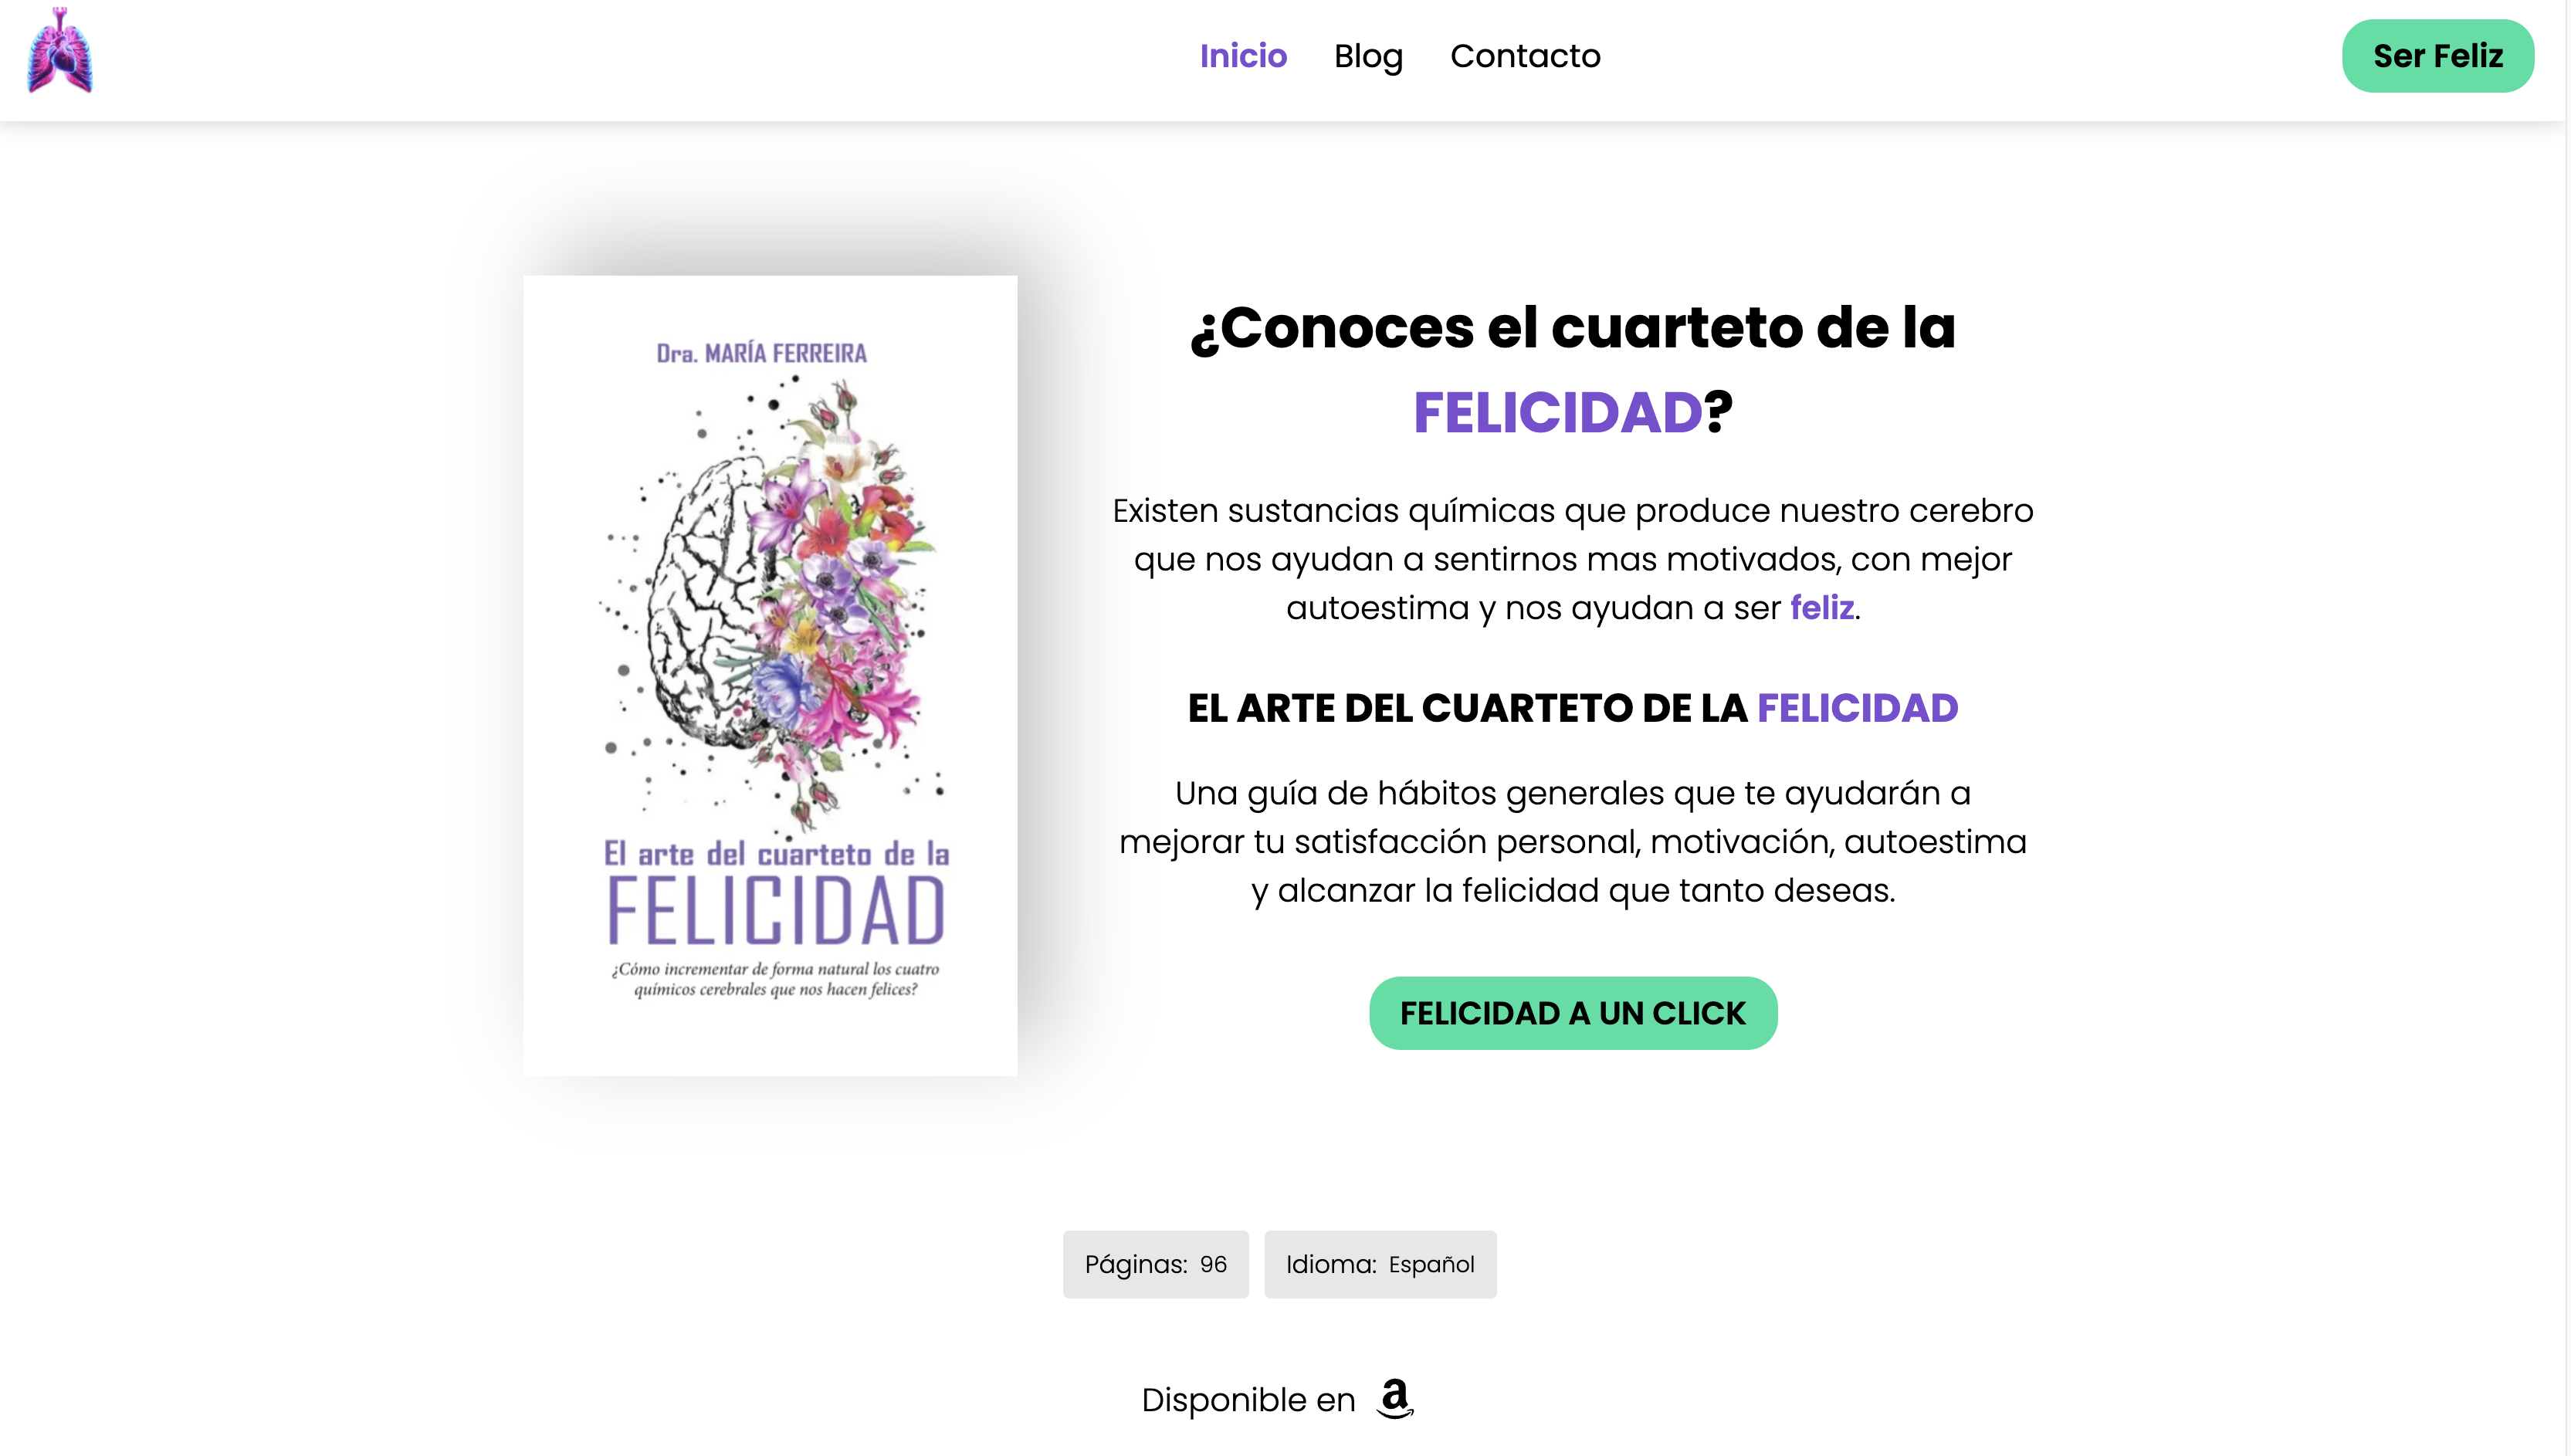 Inicio Blog Contacto Ser Feliz
Dra. MARÍA FERREIRA
El arte del cuarteto de la
FELICIDAD
¿Cómo incrementar de forma natural los cuatro
químicos cerebrales que nos hacen felices?
¿Conoces el cuarteto de la
FELICIDAD?
Existen sustancias químicas que produce nuestro cerebro
que nos ayudan a sentirnos mas motivados, con mejor
autoestima y nos ayudan a ser feliz.
EL ARTE DEL CUARTETO DE LA FELICIDAD
Una guía de hábitos generales que te ayudarán a
mejorar tu satisfacción personal, motivación, autoestima
y alcanzar la felicidad que tanto deseas.
FELICIDAD A UN CLICK
Páginas: 96 Idioma: Español
Disponible en a